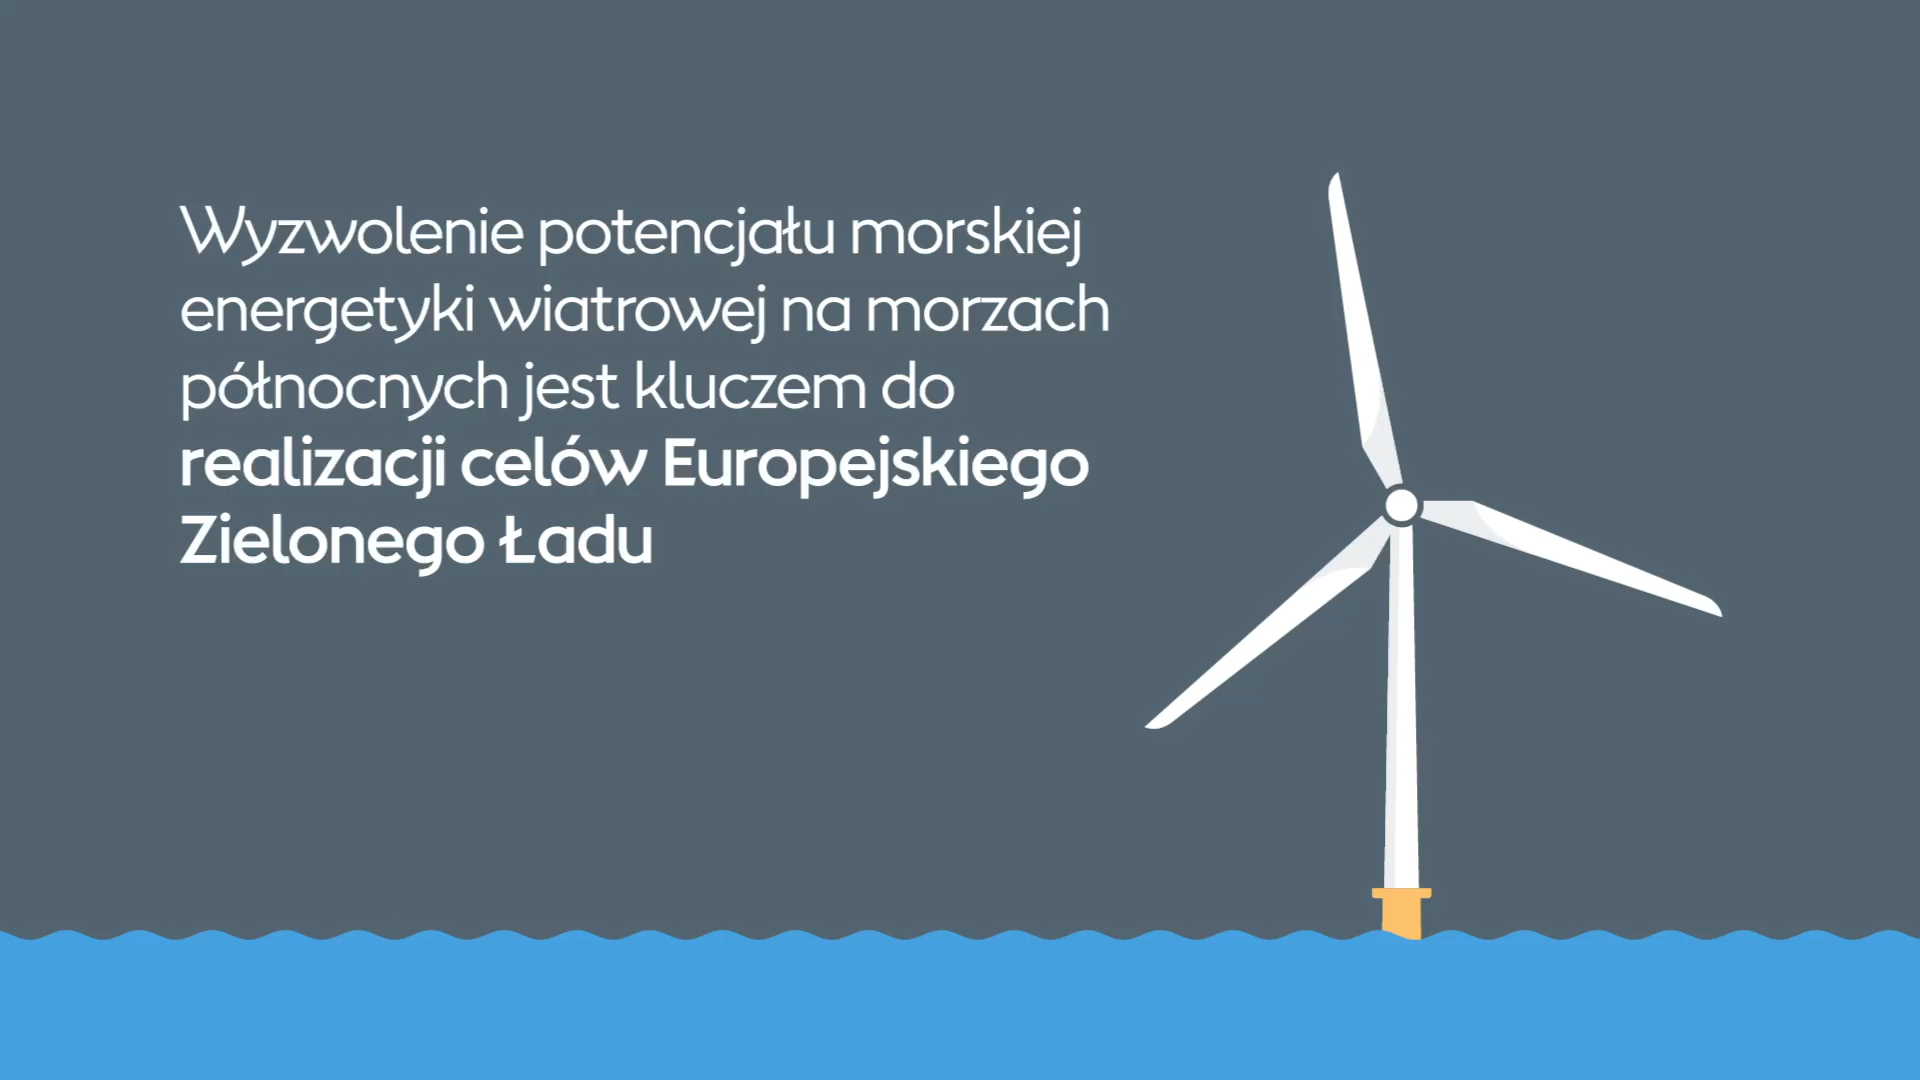 Wyzwolenie potencjału morskiej
energetyki wiatrowej na morzach
północnych jest kluczem do
realizacji celów Europejskiego
Zielonego Ładu